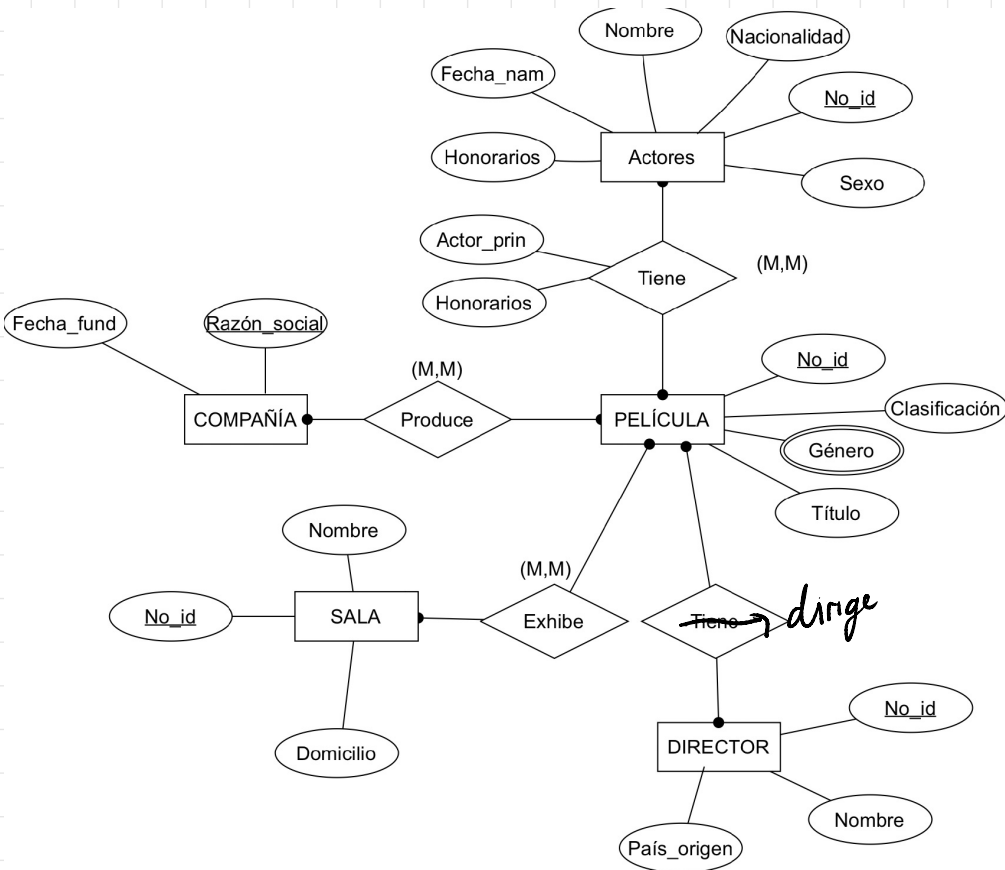 Nombre
Nacionalidad
Fecha_nam
No_id
Honorarios
Actores
Sexo
Actor_prin
Tiene
(M,M)
Honorarios
Fecha_fund
Razón_social
(M,M)
No_id
COMPAÑÍA
Produce
PELÍCULA
Clasificación
Género
Título
Nombre
(M,M)
No_id
SALA
Exhibe
Tiene
dirige
Domicilio
No_id
DIRECTOR
Nombre
País_origen